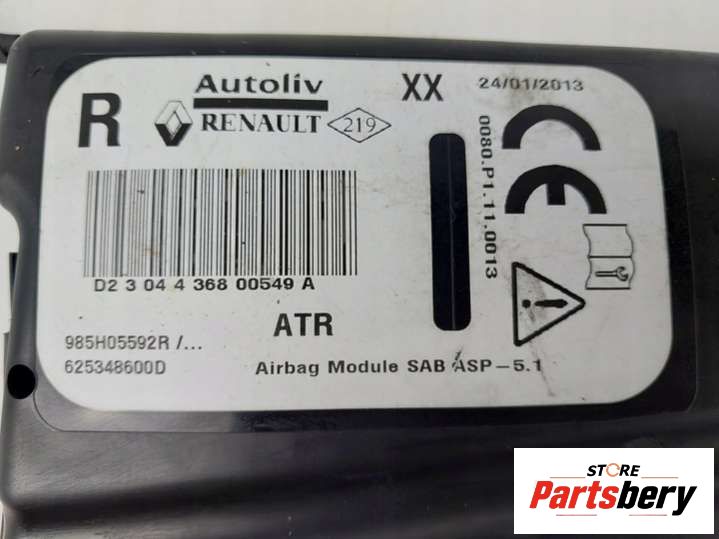 R
Autoliv
RENAULT
219
XX
24/01/2013
0080.P1.11.0013
CE
D2 3 04 4 368 00549 A
ATR
985H05592R /...
625348600D
Airbag Module SAB ASP-5.1
STORE
Partsbery